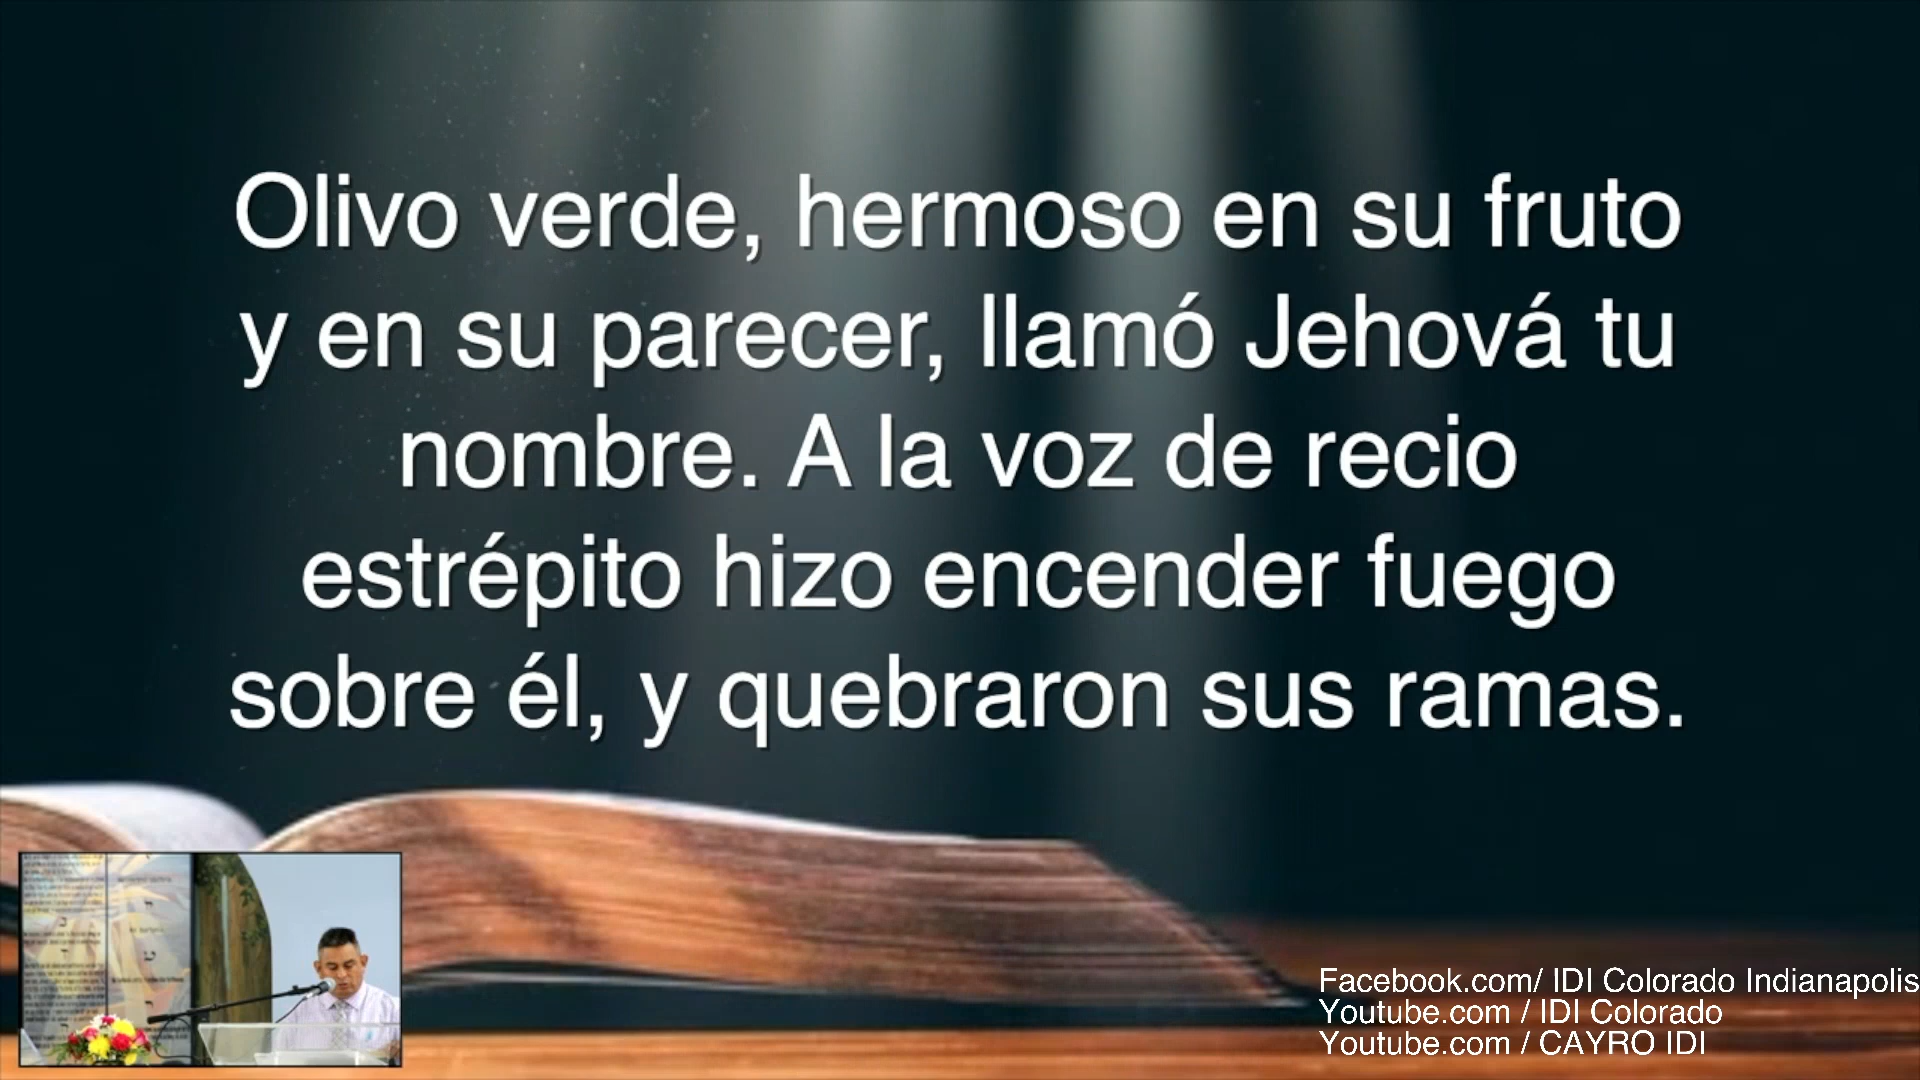 Olivo verde, hermoso en su fruto
y en su parecer, llamó Jehová tu
nombre. A la voz de recio
estrépito hizo encender fuego
sobre él, y quebraron sus ramas.
Facebook.com/ IDI Colorado Indianapolis
Youtube.com / IDI Colorado
Youtube.com / CAYRO IDI